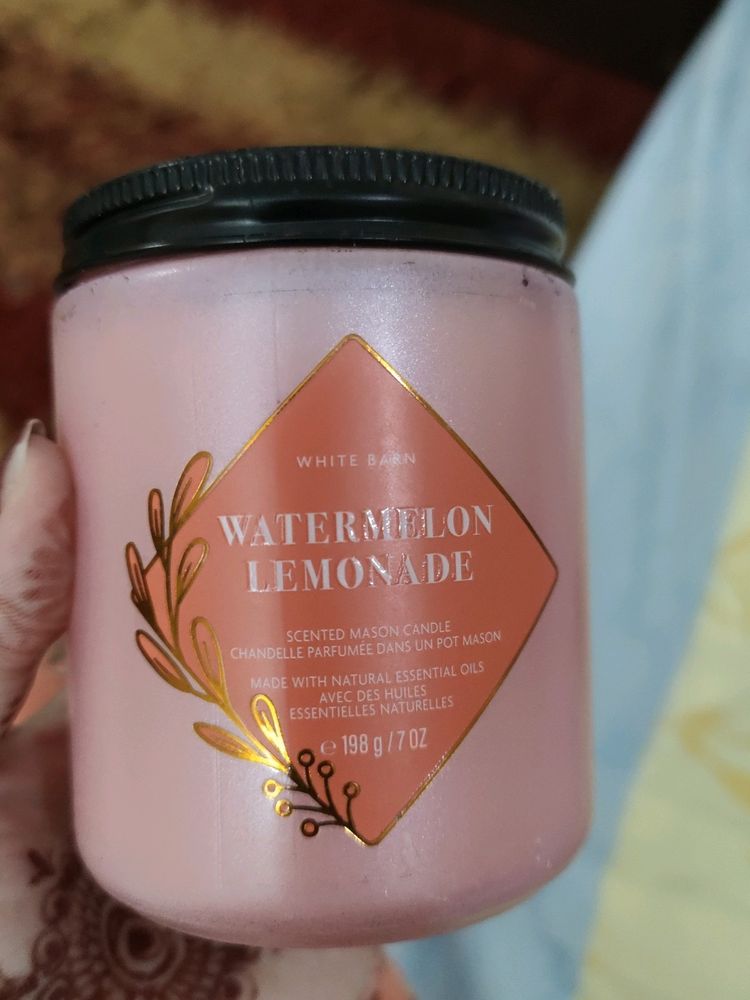 WHITE BARN
WATERMELON
LEMONADE
SCENTED MASON CANDLE
CHANDELLE PARFUMÉE DANS UN POT MASON
MADE WITH NATURAL ESSENTIAL OILS
AVEC DES HUILES
ESSENTIELLES NATURELLES
℮ 198 g / 7 OZ